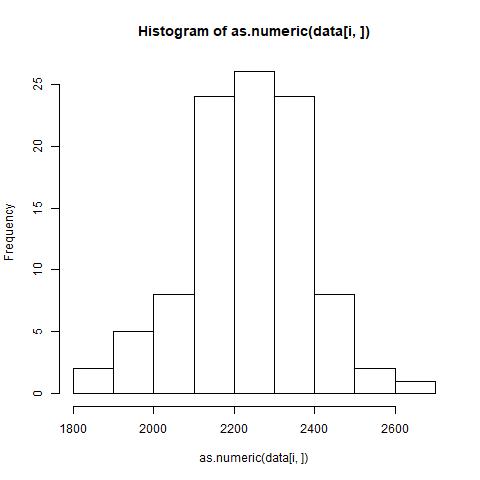 Histogram of as.numeric(data[i, ])
Frequency
25
20
15
10
5
0
1800 2000 2200 2400 2600
as.numeric(data[i, ])